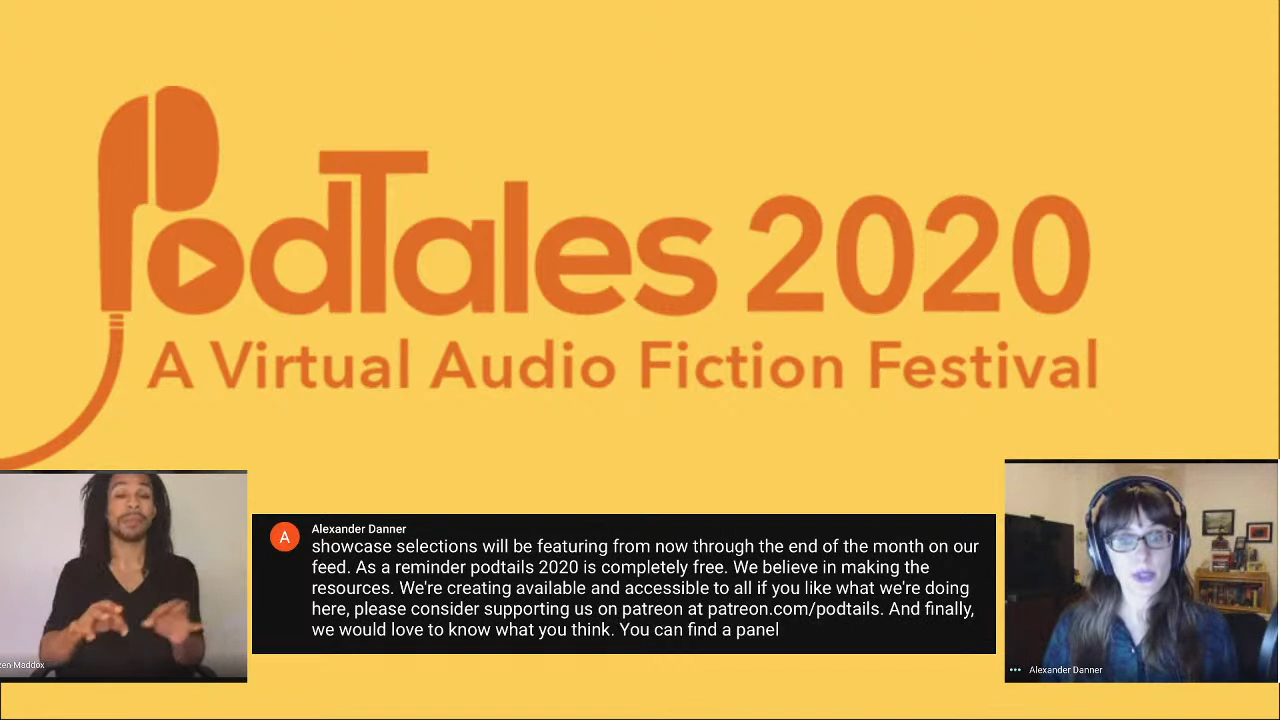 PodTales 2020
A Virtual Audio Fiction Festival
A
Alexander Danner
showcase selections will be featuring from now through the end of the month on our
feed. As a reminder podtails 2020 is completely free. We believe in making the
resources. We're creating available and accessible to all if you like what we're doing
here, please consider supporting us on patreon at patreon.com/podtails. And finally,
we would love to know what you think. You can find a panel
zen Maddox
Alexander Danner